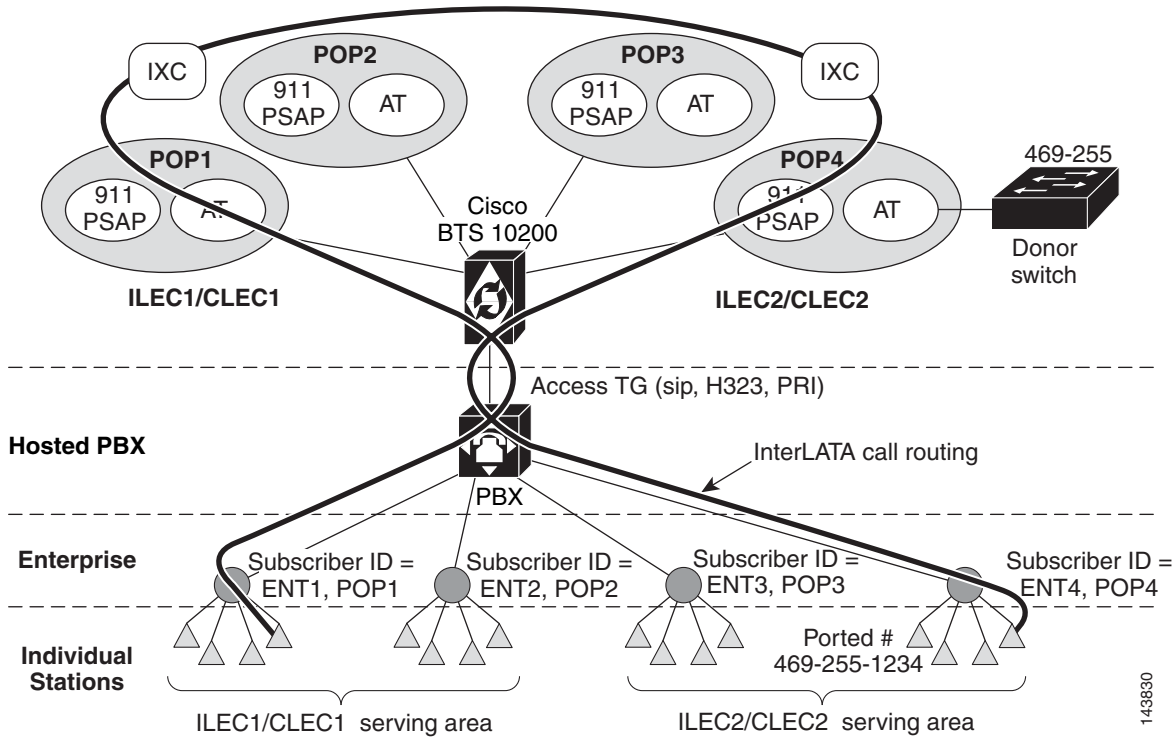 IXC
POP2
911
PSAP
AT
POP3
911
PSAP
AT
IXC
POP1
911
PSAP
AT
Cisco
BTS 10200
POP4
911
PSAP
AT
469-255
Donor
switch
ILEC1/CLEC1
ILEC2/CLEC2
Access TG (sip, H323, PRI)
Hosted PBX
InterLATA call routing
PBX
Enterprise
Subscriber ID =
ENT1, POP1
Subscriber ID =
ENT2, POP2
Subscriber ID =
ENT3, POP3
Subscriber ID =
ENT4, POP4
Individual
Stations
Ported #
469-255-1234
ILEC1/CLEC1 serving area
ILEC2/CLEC2 serving area
143830